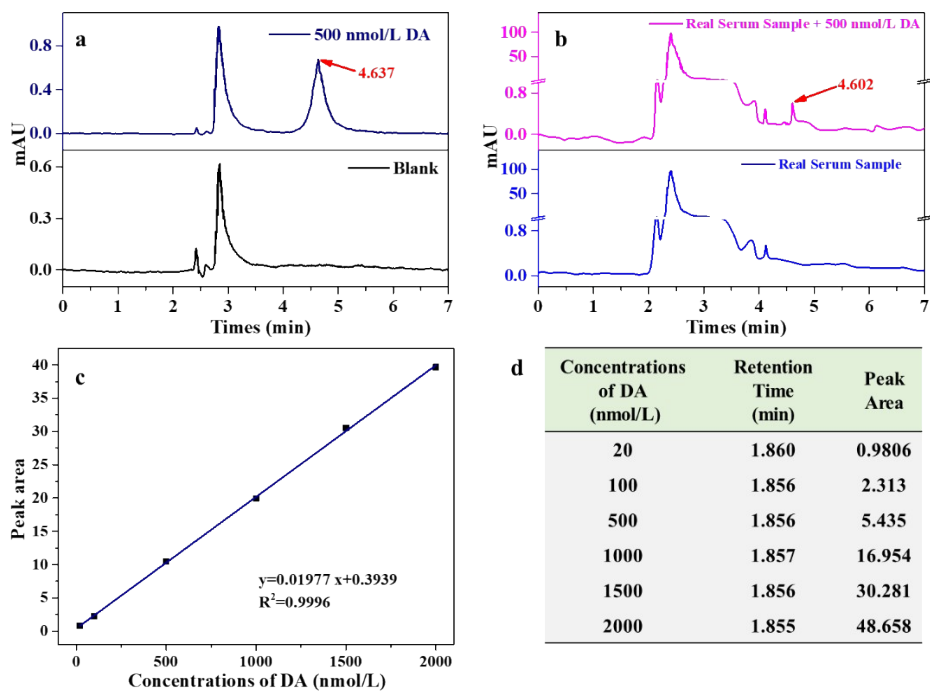 a
500 nmol/L DA
4.637
0.8
0.4
0.0
mAU
Blank
0.6
0.3
0.0
0 1 2 3 4 5 6 7
Times (min)
b
Real Serum Sample + 500 nmol/L DA
4.602
100
50
0.8
0.0
mAU
Real Serum Sample
100
50
0.8
0.0
0 1 2 3 4 5 6 7
Times (min)
c
40
35
30
25
20
15
10
5
0
Peak area
y=0.01977 x+0.3939
R²=0.9996
0 500 1000 1500 2000
Concentrations of DA (nmol/L)
d
Concentrations of DA (nmol/L) Retention Time (min) Peak Area
20 1.860 0.9806
100 1.856 2.313
500 1.856 5.435
1000 1.857 16.954
1500 1.856 30.281
2000 1.855 48.658